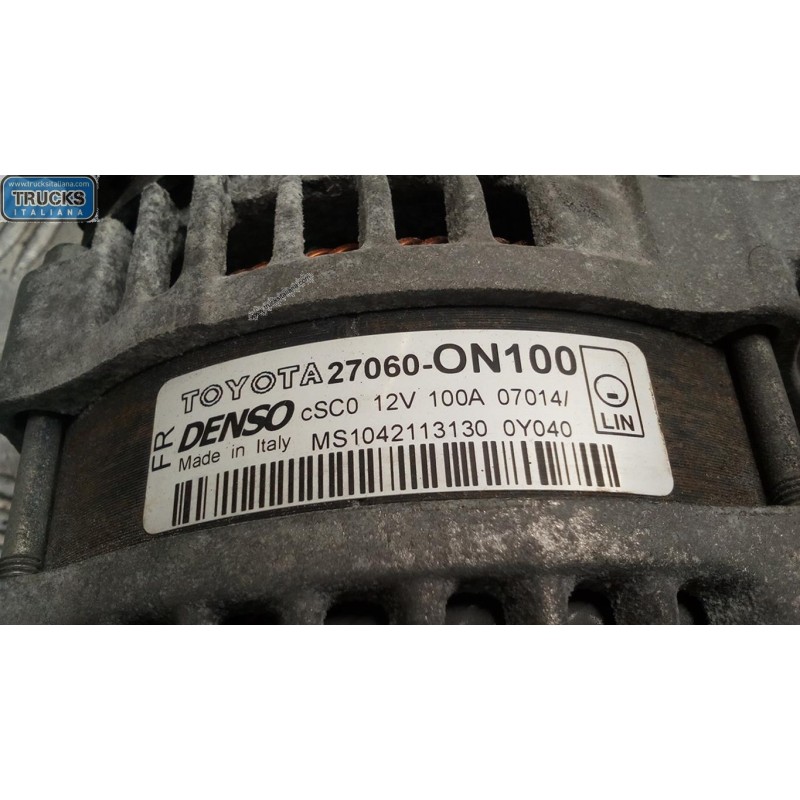 www.trucksitaliana.com
TRUCKS
ITALIANA
TOYOTA 27060-ON100
FR DENSO cSC0 12V 100A 07014/
LIN
Made in Italy MS1042113130 0Y040